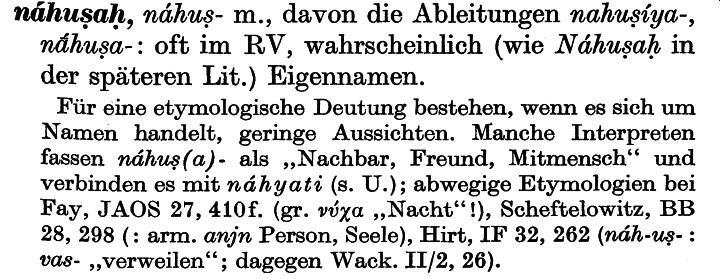 náhuṣaḥ, náhuṣ- m., davon die Ableitungen nahuṣíya-,
nā́huṣa-: oft im RV, wahrscheinlich (wie Náhuṣaḥ in
der späteren Lit.) Eigennamen.
Für eine etymologische Deutung bestehen, wenn es sich um
Namen handelt, geringe Aussichten. Manche Interpreten
fassen náhuṣ(a)- als „Nachbar, Freund, Mitmensch“ und
verbinden es mit náhyati (s. U.); abwegige Etymologien bei
Fay, JAOS 27, 410f. (gr. νύχα „Nacht“!), Scheftelowitz, BB
28, 298 (: arm. anjn Person, Seele), Hirt, IF 32, 262 (náh-uṣ- :
vas- „verweilen“; dagegen Wack. II/2, 26).